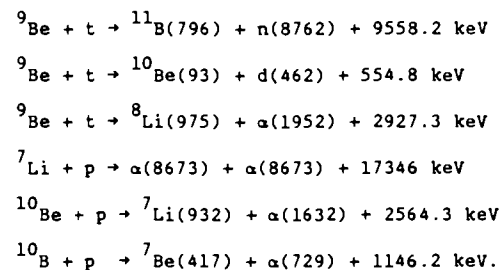 ⁹Be + t → ¹¹B(796) + n(8762) + 9558.2 keV
⁹Be + t → ¹⁰Be(93) + d(462) + 554.8 keV
⁹Be + t → ⁸Li(975) + α(1952) + 2927.3 keV
⁷Li + p → α(8673) + α(8673) + 17346 keV
¹⁰Be + p → ⁷Li(932) + α(1632) + 2564.3 keV
¹⁰B + p → ⁷Be(417) + α(729) + 1146.2 keV.